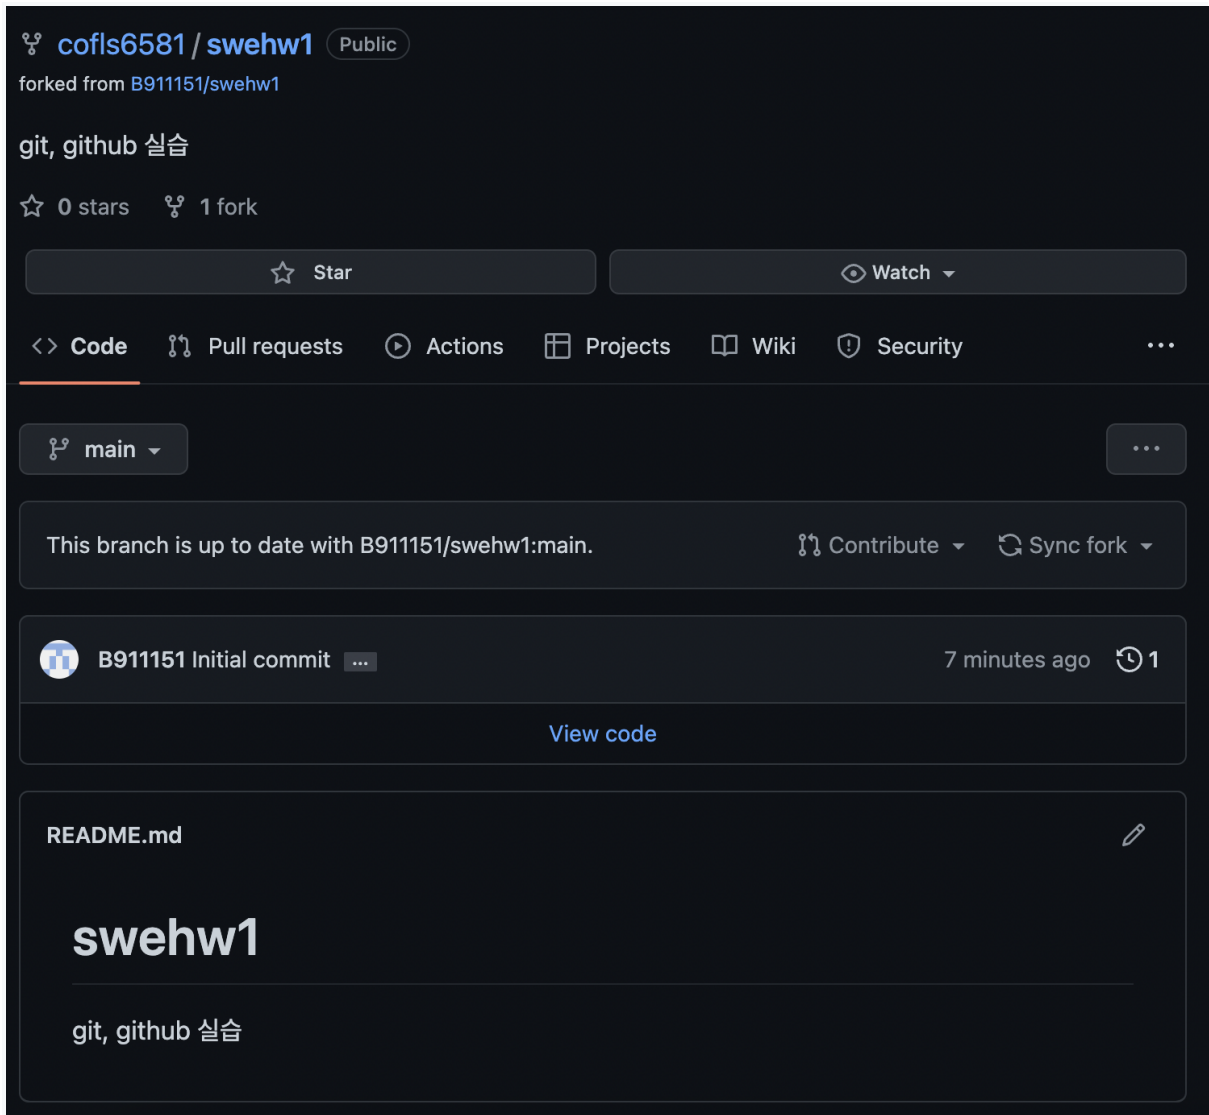 cofls6581 / swehw1 Public
forked from B911151/swehw1
git, github 실습
0 stars 1 fork
Star Watch
Code Pull requests Actions Projects Wiki Security ...
main ...
This branch is up to date with B911151/swehw1:main. Contribute Sync fork
B911151 Initial commit ... 7 minutes ago 1
View code
README.md
swehw1
git, github 실습